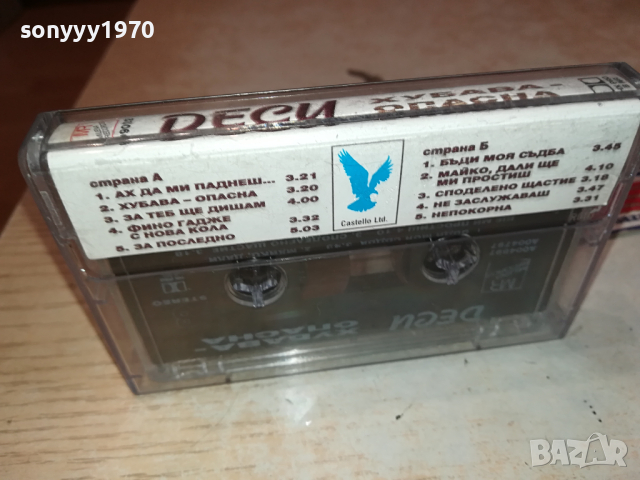 sonyyy1970
ДЕСИ ХУБАВА-
ОПАСНА
страна А
1. АХ ДА МИ ПАДНЕШ... 3.21
2. ХУБАВА – ОПАСНА 3.20
3. ЗА ТЕБ ЩЕ ДИШАМ 4.00
4. ФИНО ГАДЖЕ
С НОВА КОЛА 3.32
5. ЗА ПОСЛЕДНО 5.03
Castello Ltd.
страна Б
1. БЪДИ МОЯ СЪДБА 3.45
2. МАЙКО, ДАЛИ ЩЕ
МИ ПРОСТИШ 4.10
3. СПОДЕЛЕНО ЩАСТИЕ 3.18
4. НЕ ЗАСЛУЖАВАШ 3.47
5. НЕПОКОРНА 3.31
STEREO
ДЕСИ
ХУБАВА-
ОПАСНА
BAZAR